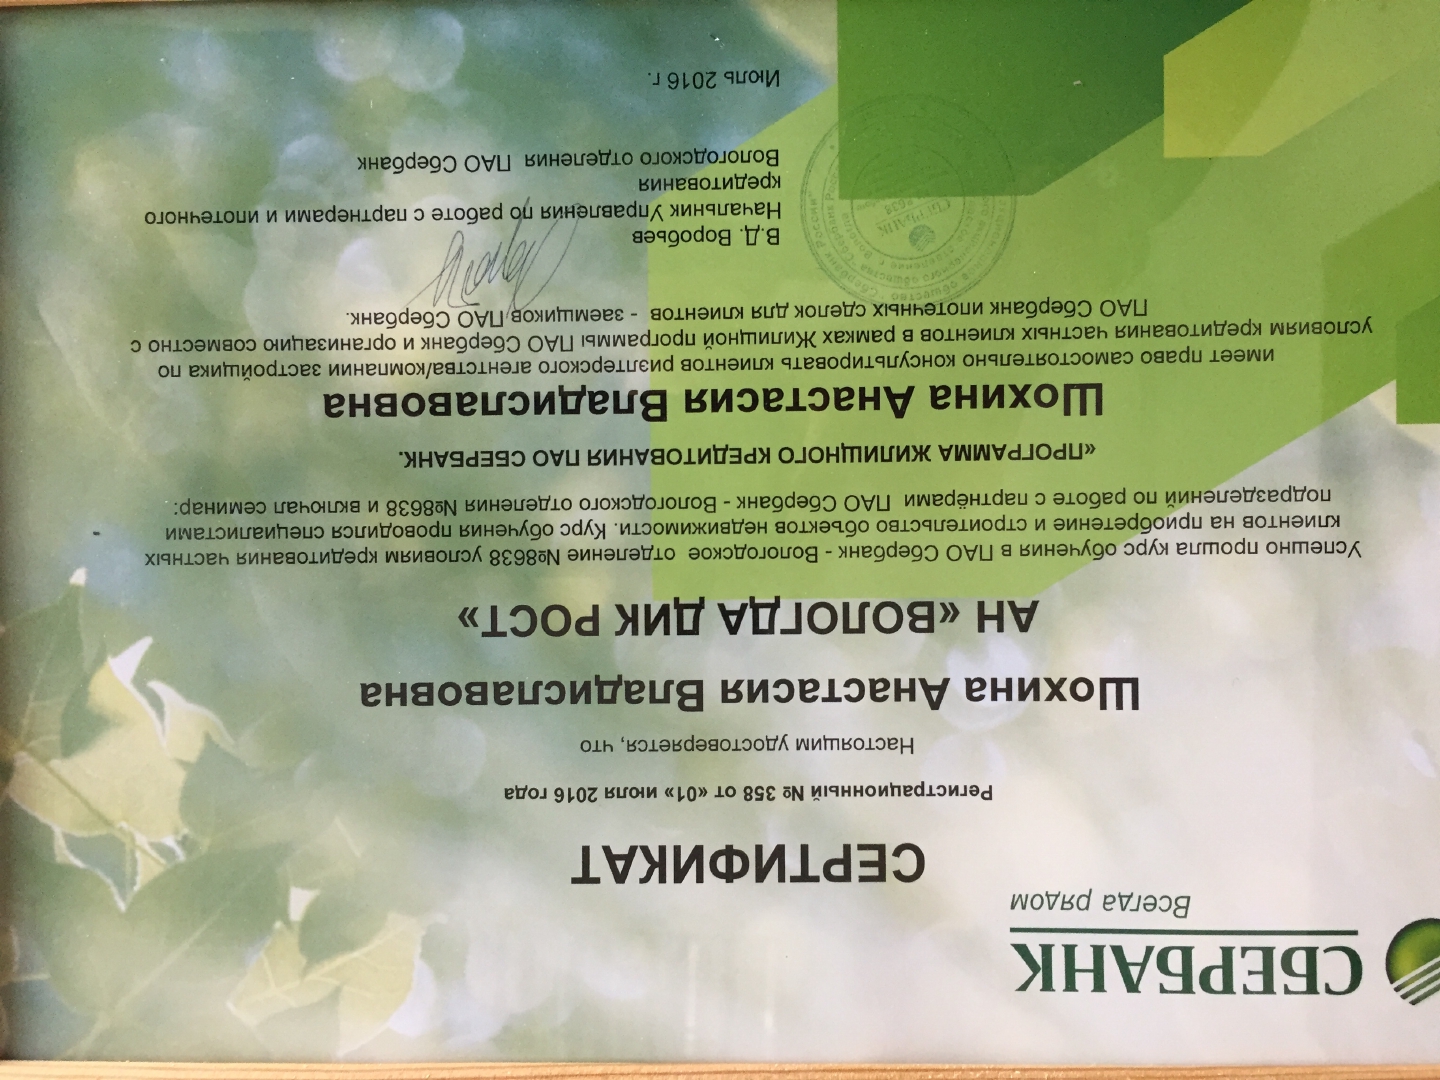 СБЕРБАНК
Всегда рядом
СЕРТИФИКАТ
Регистрационный № 358 от «01» июля 2016 года
Настоящим удостоверяется, что
Шохина Анастасия Владиславовна
АН «ВОЛОГДА ДИК РОСТ»
Успешно прошла курс обучения в ПАО Сбербанк - Вологодское отделение №8638 условиям кредитования частных
клиентов на приобретение и строительство объектов недвижимости. Курс обучения проводился специалистами
подразделений по работе с партнёрами ПАО Сбербанк - Вологодского отделения №8638 и включал семинар:
«ПРОГРАММА ЖИЛИЩНОГО КРЕДИТОВАНИЯ ПАО СБЕРБАНК.
Шохина Анастасия Владиславовна
имеет право самостоятельно консультировать клиентов риэлтерского агентства/компании застройщика по
условиям кредитования частных клиентов в рамках Жилищной программы ПАО Сбербанк и организацию совместно с
ПАО Сбербанк ипотечных сделок для клиентов - заемщиков ПАО Сбербанк.
В.Д. Воробьев
Начальник Управления по работе с партнерами и ипотечного
кредитования
Вологодского отделения ПАО Сбербанк
Июль 2016 г.
СБЕРБАНК
8638